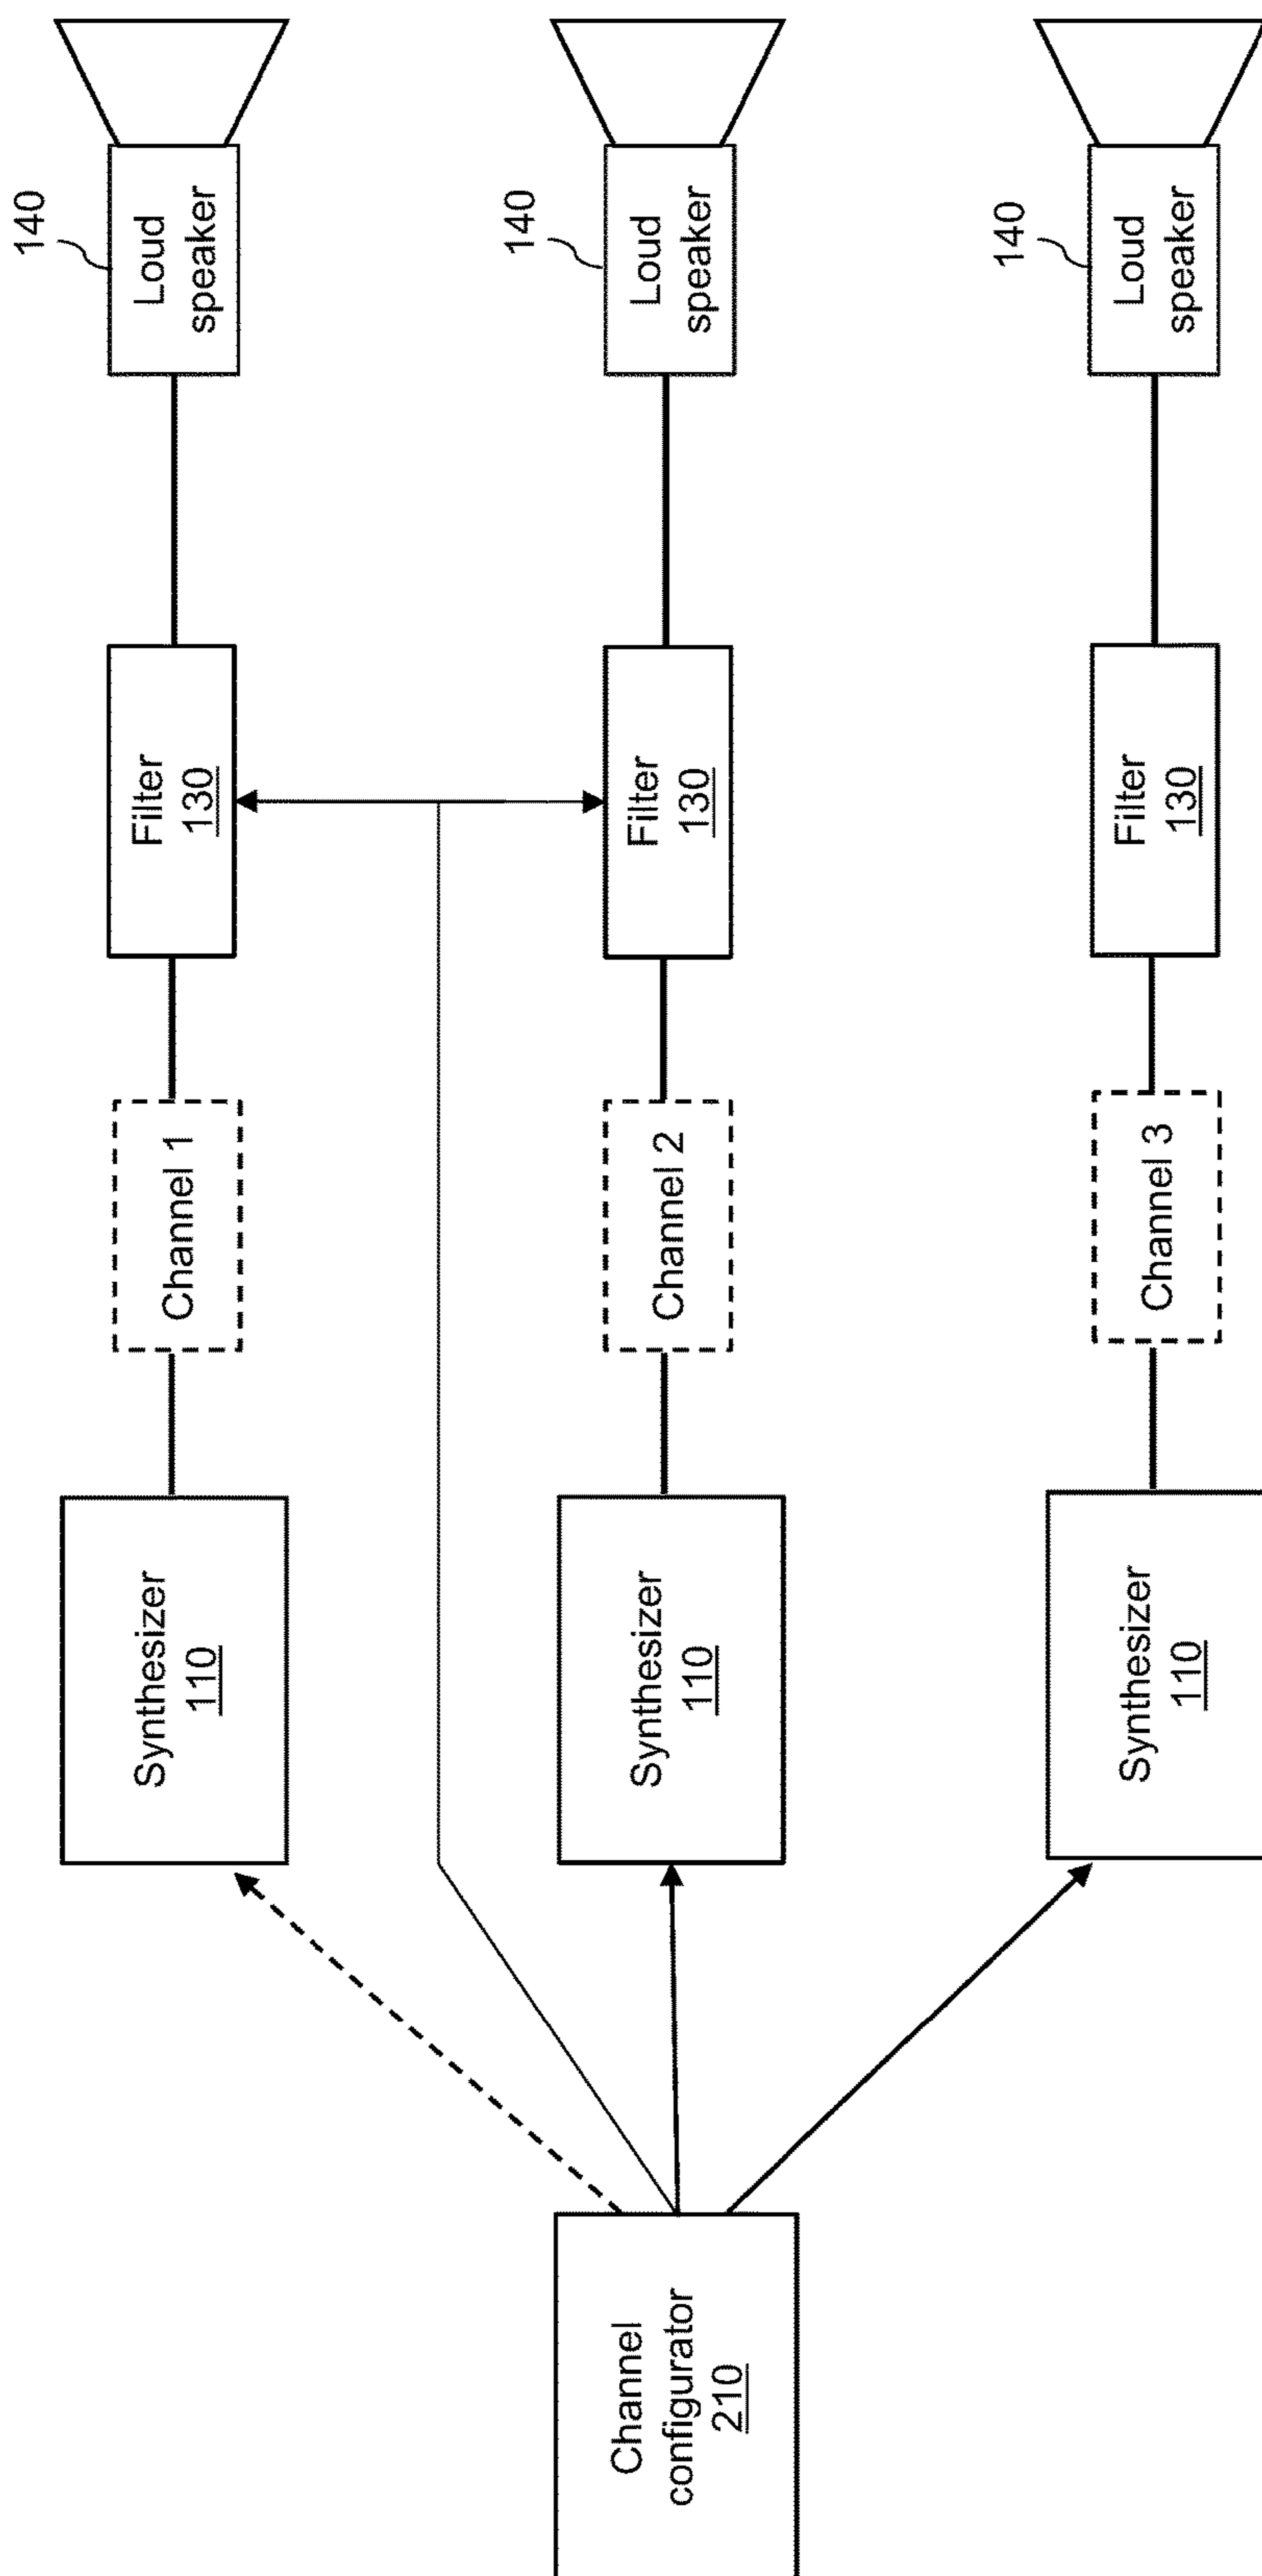 Channel
configurator
210
Synthesizer
110
Channel 1
Filter
130
Loud
speaker
140
Synthesizer
110
Channel 2
Filter
130
Loud
speaker
140
Synthesizer
110
Channel 3
Filter
130
Loud
speaker
140